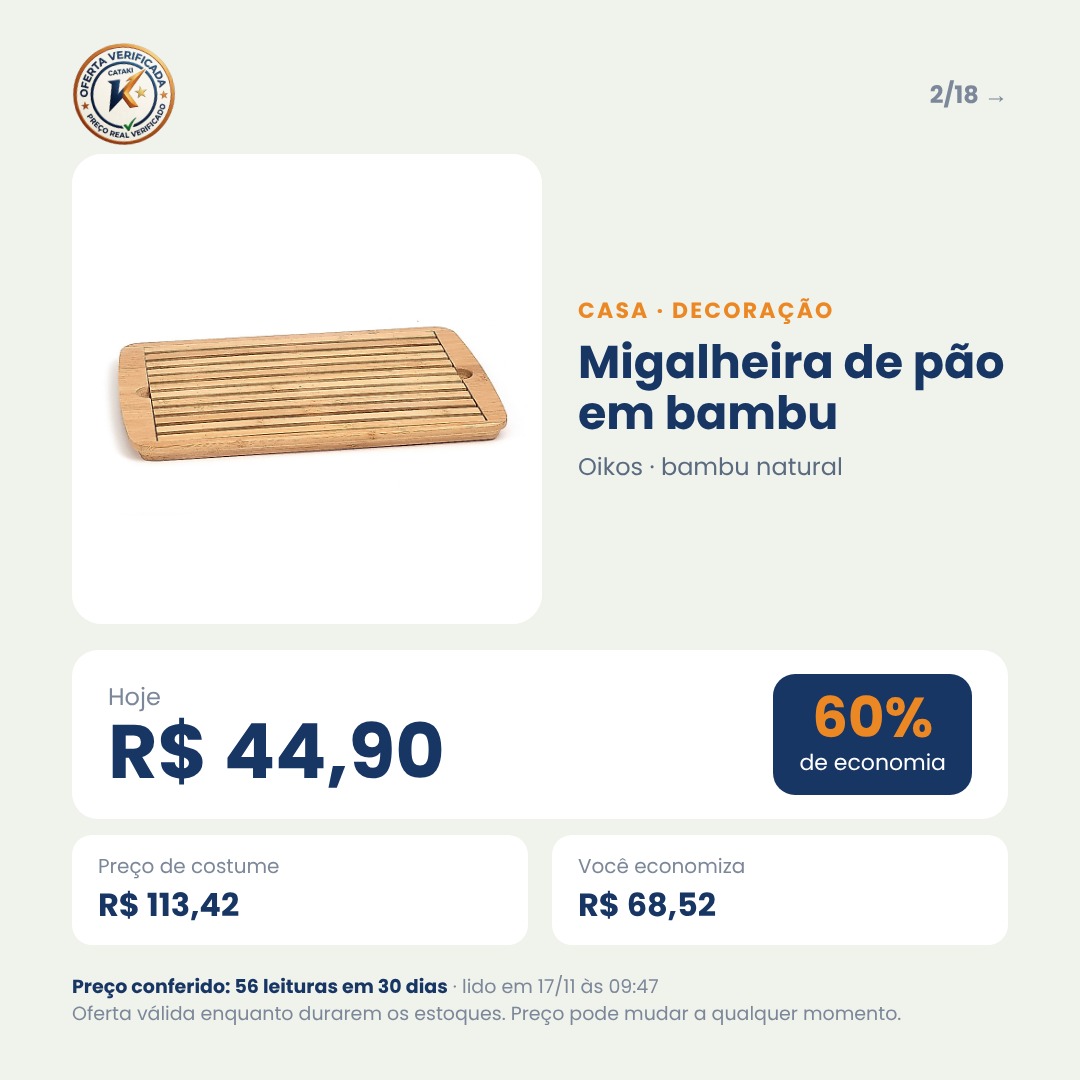 OFERTA VERIFICADA
CATAKI
K
PREÇO REAL VERIFICADO
2/18 →
CASA · DECORAÇÃO
Migalheira de pão
em bambu
Oikos · bambu natural
Hoje
R$ 44,90
60%
de economia
Preço de costume
R$ 113,42
Você economiza
R$ 68,52
Preço conferido: 56 leituras em 30 dias · lido em 17/11 às 09:47
Oferta válida enquanto durarem os estoques. Preço pode mudar a qualquer momento.